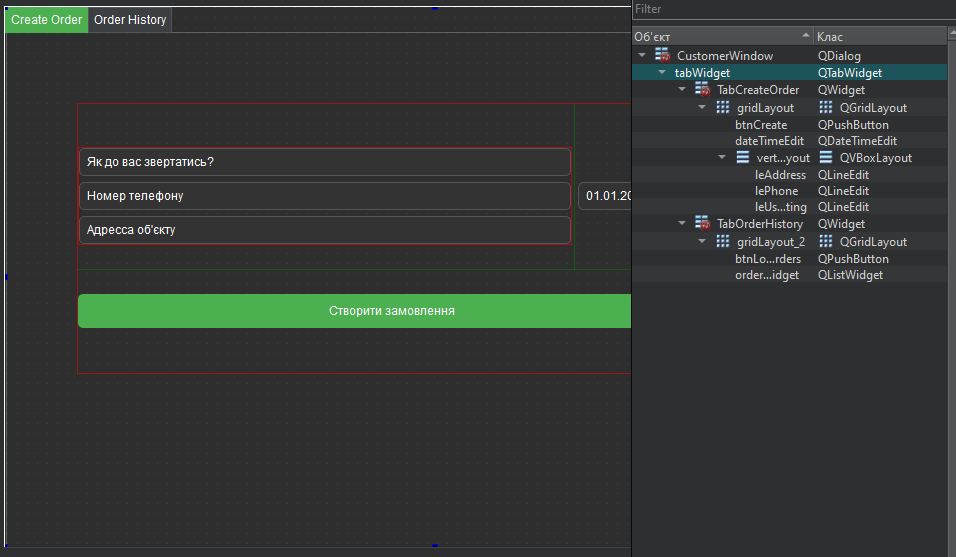 Create Order
Order History
Як до вас звертатись?
Номер телефону
01.01.20
Адресса об'єкту
Створити замовлення
Filter
Об'єкт Клас
CustomerWindow QDialog
tabWidget QTabWidget
TabCreateOrder QWidget
gridLayout QGridLayout
btnCreate QPushButton
dateTimeEdit QDateTimeEdit
vert...yout QVBoxLayout
leAddress QLineEdit
lePhone QLineEdit
leUs...ting QLineEdit
TabOrderHistory QWidget
gridLayout_2 QGridLayout
btnLo...rders QPushButton
order...idget QListWidget